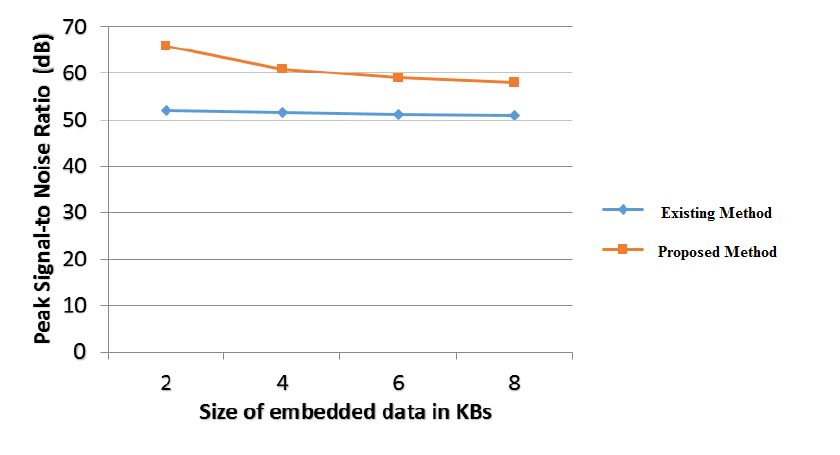 Peak Signal-to Noise Ratio (dB)
70
60
50
40
30
20
10
0
2 4 6 8
Size of embedded data in KBs
Existing Method
Proposed Method